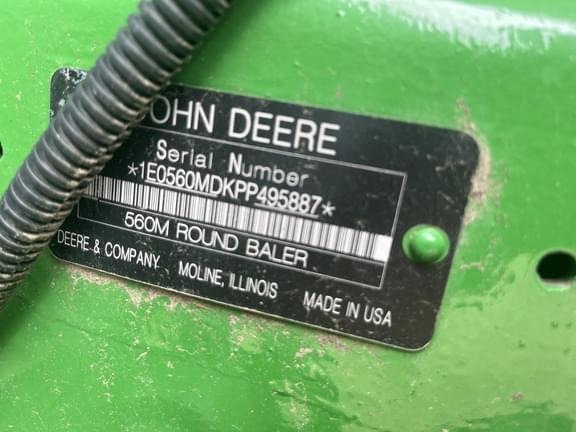 OHN DEERE
Serial Number
*1E0560MDKPP495887*
560M ROUND BALER
DEERE & COMPANY MOLINE, ILLINOIS MADE IN USA